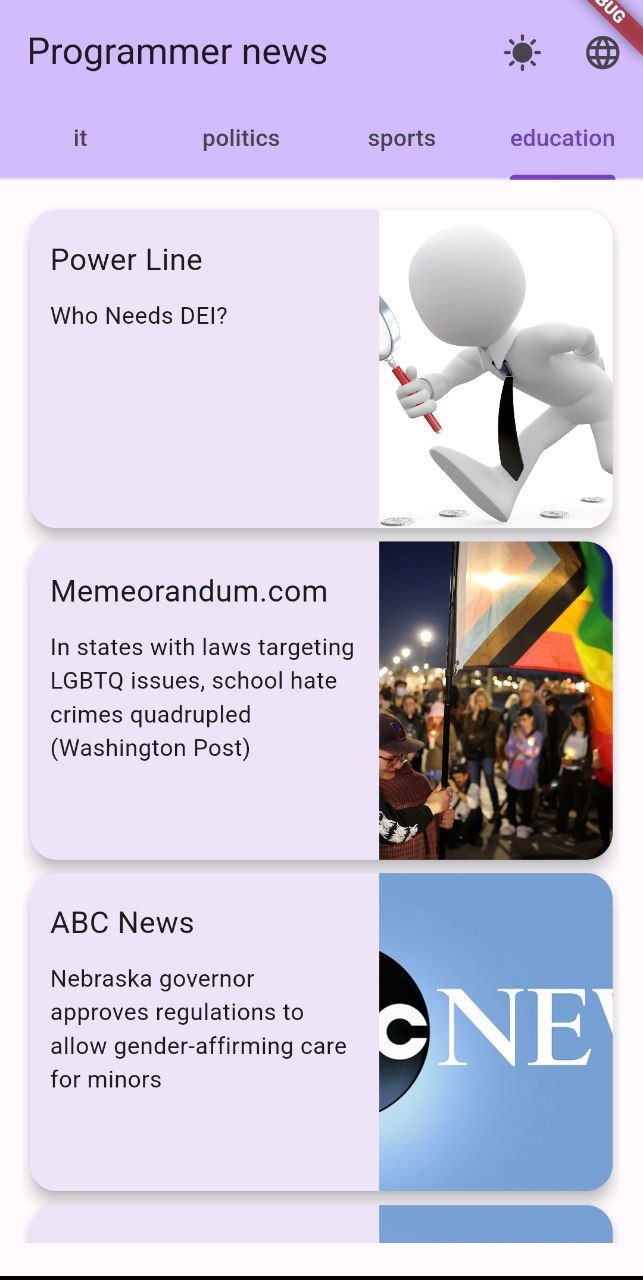 BUG
Programmer news
it politics sports education
Power Line
Who Needs DEI?
Memeorandum.com
In states with laws targeting
LGBTQ issues, school hate
crimes quadrupled
(Washington Post)
ABC News
Nebraska governor
approves regulations to
allow gender-affirming care
for minors
c NEW